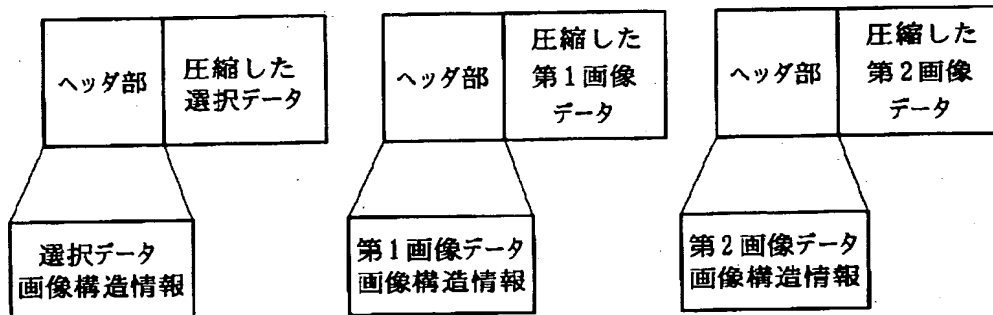 ヘッダ部
圧縮した
選択データ
選択データ
画像構造情報
ヘッダ部
圧縮した
第1画像
データ
第1画像データ
画像構造情報
ヘッダ部
圧縮した
第2画像
データ
第2画像データ
画像構造情報